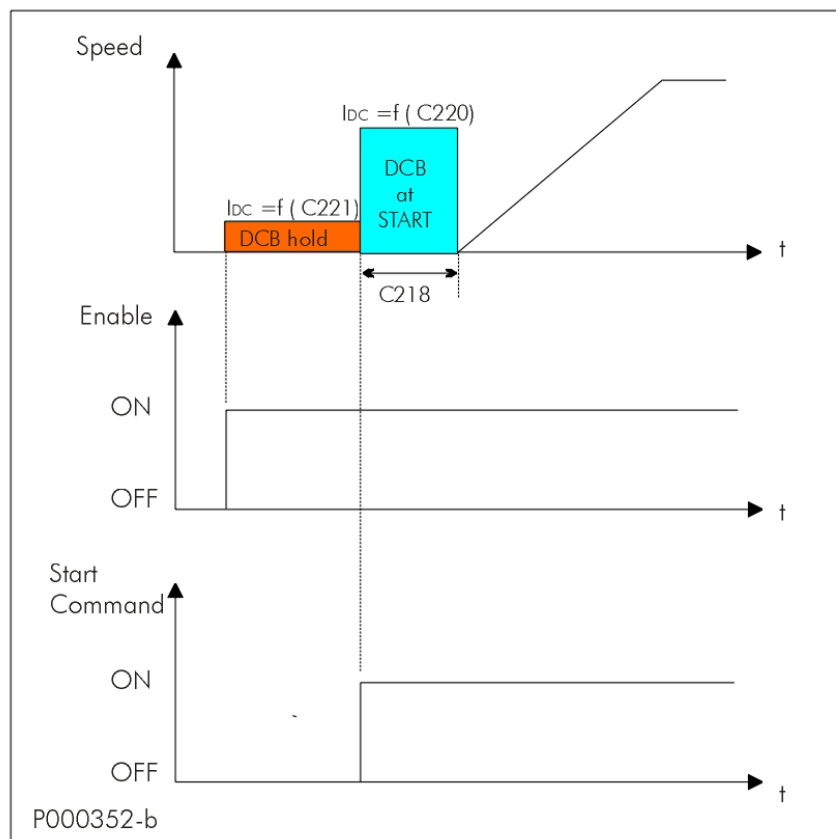 Speed
IDC =f ( C220)
DCB
at
START
IDC =f ( C221)
DCB hold
t
C218
Enable
ON
OFF
t
Start
Command
ON
OFF
t
P000352-b